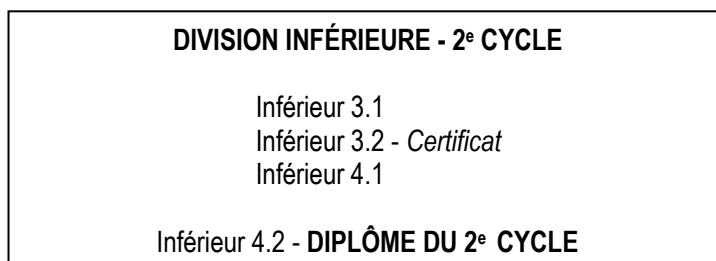 DIVISION INFÉRIEURE - 2ᵉ CYCLE
Inférieur 3.1
Inférieur 3.2 - Certificat
Inférieur 4.1
Inférieur 4.2 - DIPLÔME DU 2ᵉ CYCLE